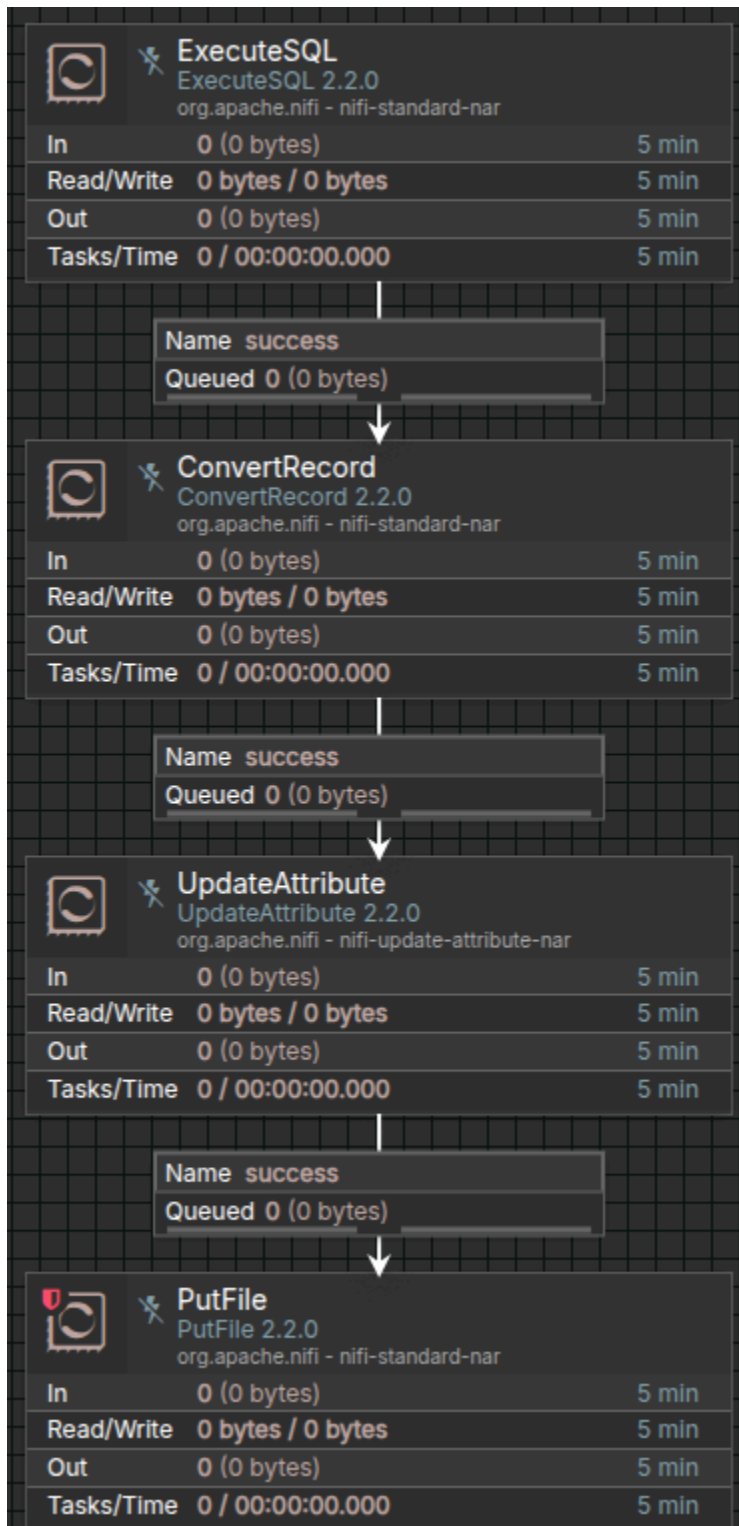 ExecuteSQL
ExecuteSQL 2.2.0
org.apache.nifi - nifi-standard-nar
In 0 (0 bytes) 5 min
Read/Write 0 bytes / 0 bytes 5 min
Out 0 (0 bytes) 5 min
Tasks/Time 0 / 00:00:00.000 5 min
Name success
Queued 0 (0 bytes)
ConvertRecord
ConvertRecord 2.2.0
org.apache.nifi - nifi-standard-nar
In 0 (0 bytes) 5 min
Read/Write 0 bytes / 0 bytes 5 min
Out 0 (0 bytes) 5 min
Tasks/Time 0 / 00:00:00.000 5 min
Name success
Queued 0 (0 bytes)
UpdateAttribute
UpdateAttribute 2.2.0
org.apache.nifi - nifi-update-attribute-nar
In 0 (0 bytes) 5 min
Read/Write 0 bytes / 0 bytes 5 min
Out 0 (0 bytes) 5 min
Tasks/Time 0 / 00:00:00.000 5 min
Name success
Queued 0 (0 bytes)
PutFile
PutFile 2.2.0
org.apache.nifi - nifi-standard-nar
In 0 (0 bytes) 5 min
Read/Write 0 bytes / 0 bytes 5 min
Out 0 (0 bytes) 5 min
Tasks/Time 0 / 00:00:00.000 5 min